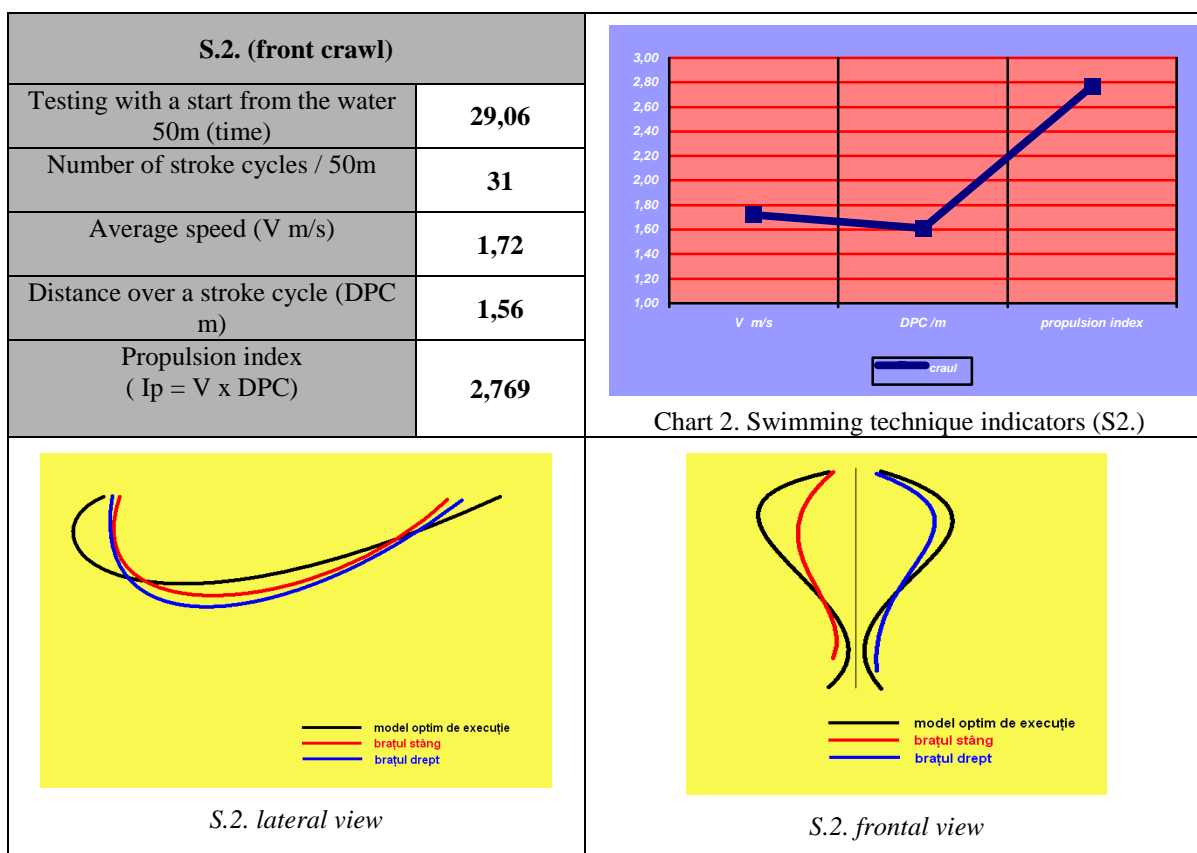 S.2. (front crawl)
Testing with a start from the water
50m (time)
29,06
Number of stroke cycles / 50m
31
Average speed (V m/s)
1,72
Distance over a stroke cycle (DPC
m)
1,56
Propulsion index
( Ip = V x DPC)
2,769
3,00
2,80
2,60
2,40
2,20
2,00
1,80
1,60
1,40
1,20
1,00
V m/s
DPC /m
propulsion index
craul
Chart 2. Swimming technique indicators (S2.)
model optim de execuție
brațul stâng
brațul drept
S.2. lateral view
model optim de execuție
brațul stâng
brațul drept
S.2. frontal view